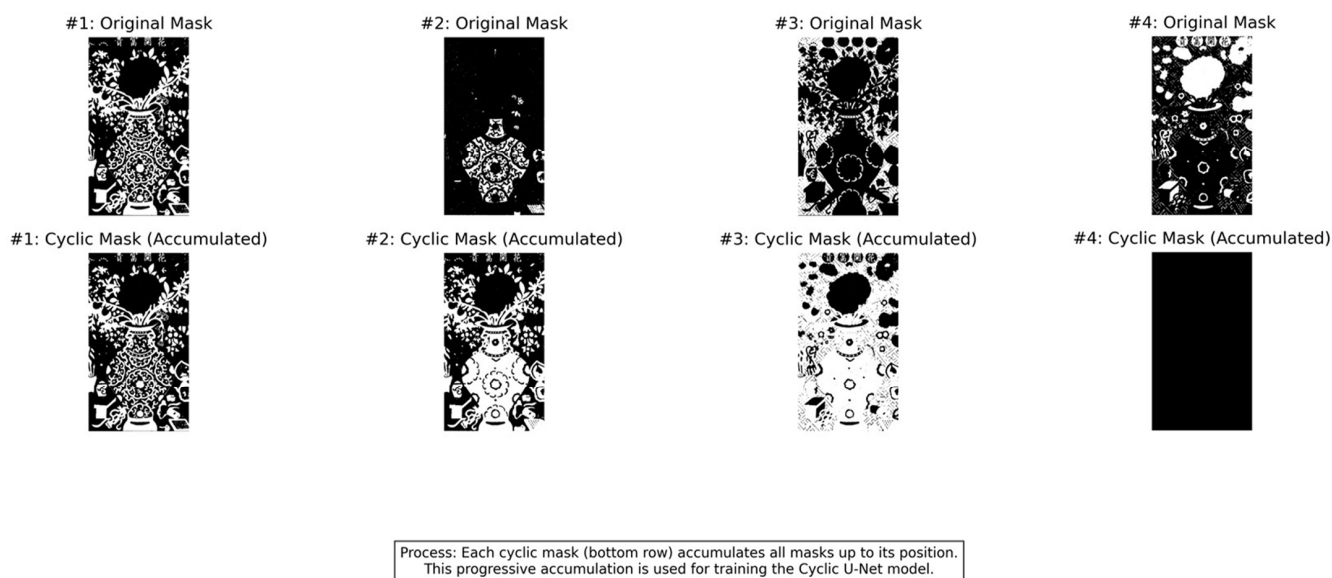 #1: Original Mask
#2: Original Mask
#3: Original Mask
#4: Original Mask
#1: Cyclic Mask (Accumulated)
#2: Cyclic Mask (Accumulated)
#3: Cyclic Mask (Accumulated)
#4: Cyclic Mask (Accumulated)
Process: Each cyclic mask (bottom row) accumulates all masks up to its position.
This progressive accumulation is used for training the Cyclic U-Net model.